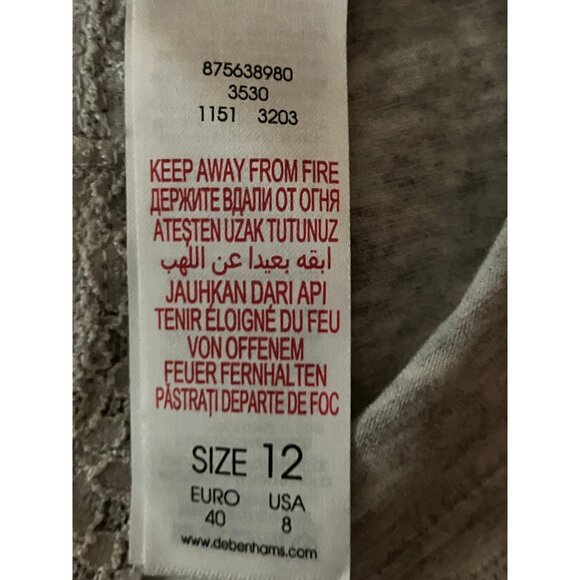 875638980
3530
1151 3203
KEEP AWAY FROM FIRE
ДЕРЖИТЕ ВДАЛИ ОТ ОГНЯ
ATEŞTEN UZAK TUTUNUZ
ابقه بعيدا عن اللهب
JAUHKAN DARI API
TENIR ÉLOIGNÉ DU FEU
VON OFFENEM
FEUER FERNHALTEN
PĂSTRAȚI DEPARTE DE FOC
SIZE 12
EURO USA
40 8
www.debenhams.com